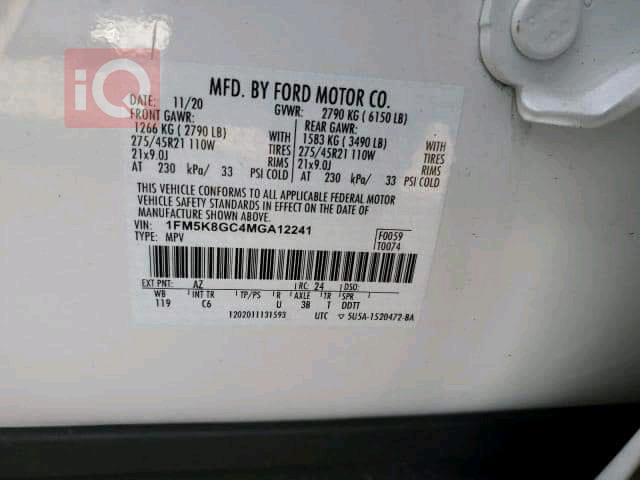 iQ
MFD. BY FORD MOTOR CO.
DATE: 11/20 GVWR: 2790 KG ( 6150 LB)
FRONT GAWR: REAR GAWR:
1266 KG ( 2790 LB) WITH 1583 KG ( 3490 LB) WITH
275/45R21 110W TIRES 275/45R21 110W TIRES
21x9.0J RIMS 21x9.0J RIMS
AT 230 kPa/ 33 PSI COLD AT 230 kPa/ 33 PSI COLD
THIS VEHICLE CONFORMS TO ALL APPLICABLE FEDERAL MOTOR
VEHICLE SAFETY STANDARDS IN EFFECT ON THE DATE OF
MANUFACTURE SHOWN ABOVE.
VIN: 1FM5K8GC4MGA12241 F0059
TYPE: MPV T0074
EXT PNT: AZ RC: 24 DSO:
WB INT TR TP/PS R AXLE TR SPR
119 C6 U 3B T DDTT
1202011131593 UTC ▽ 5U5A-1520472-BA